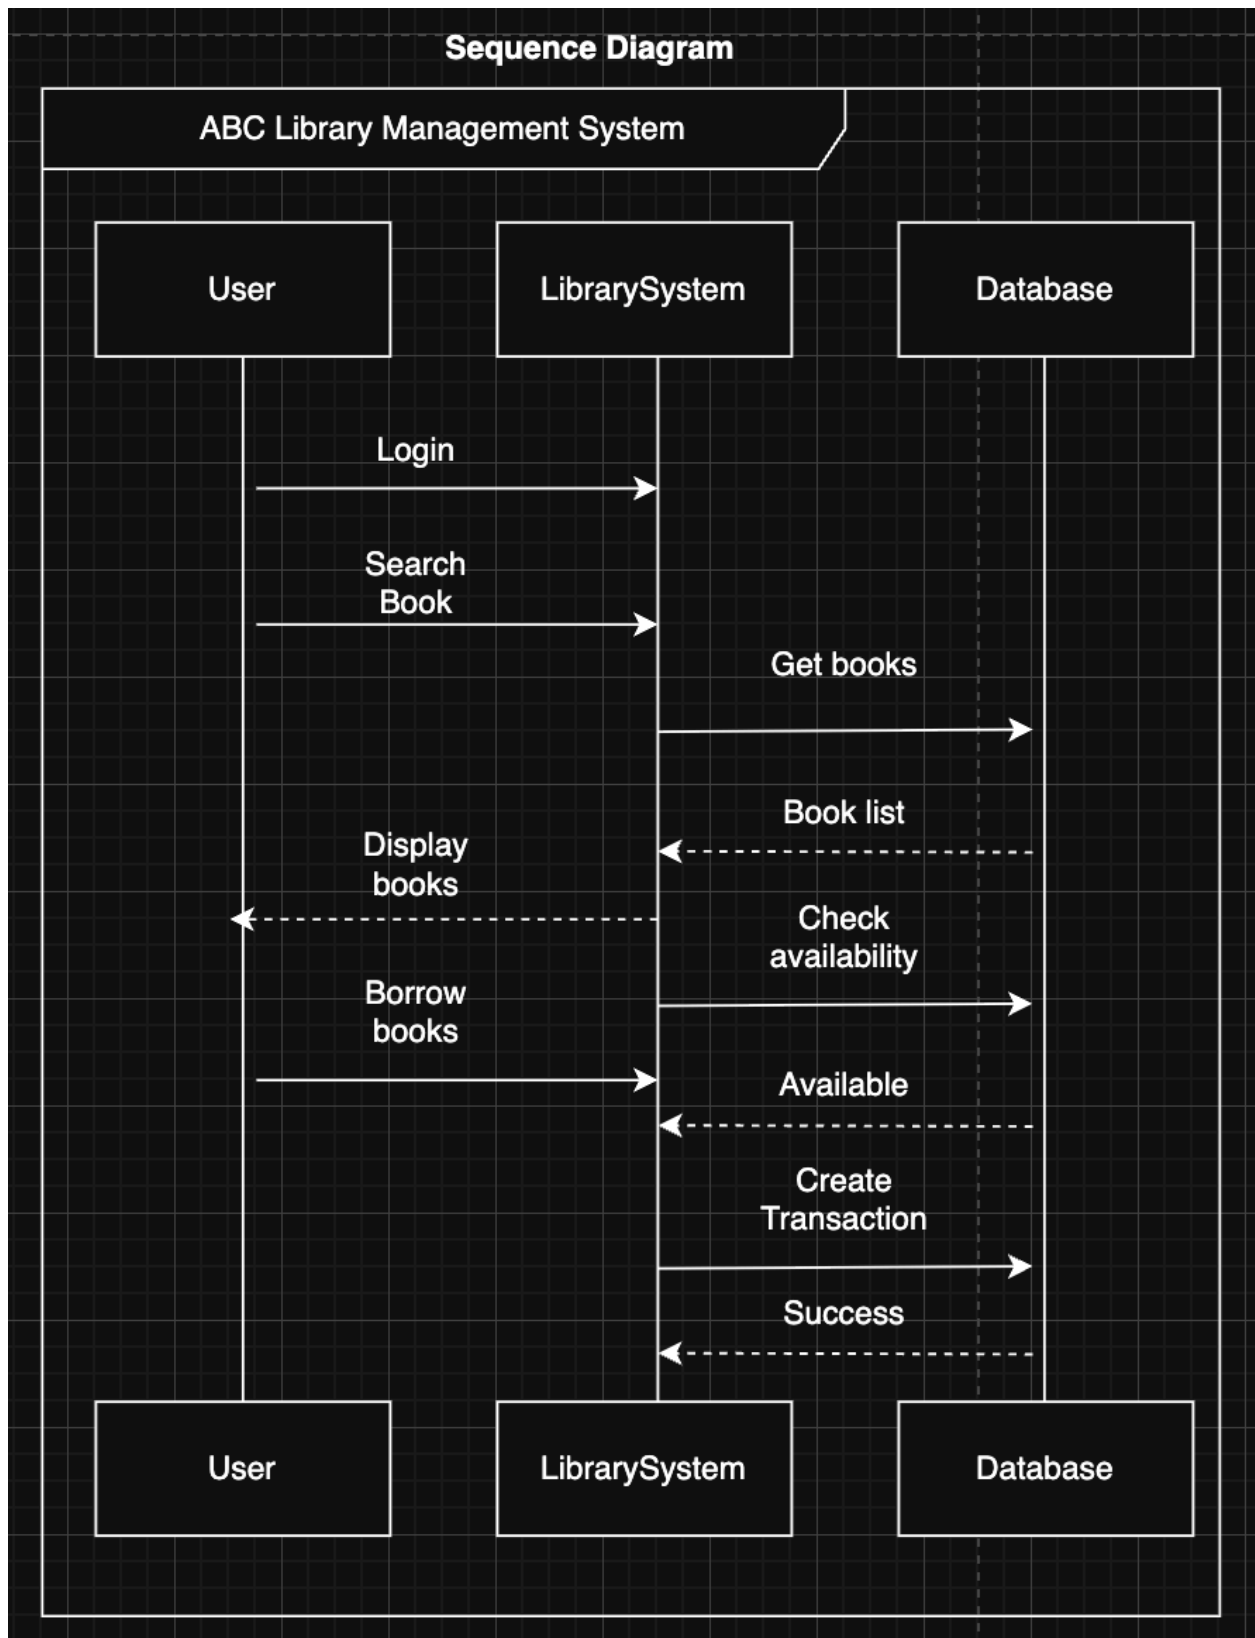 Sequence Diagram
ABC Library Management System
User
LibrarySystem
Database
Login
Search
Book
Get books
Book list
Display
books
Check
availability
Borrow
books
Available
Create
Transaction
Success
User
LibrarySystem
Database